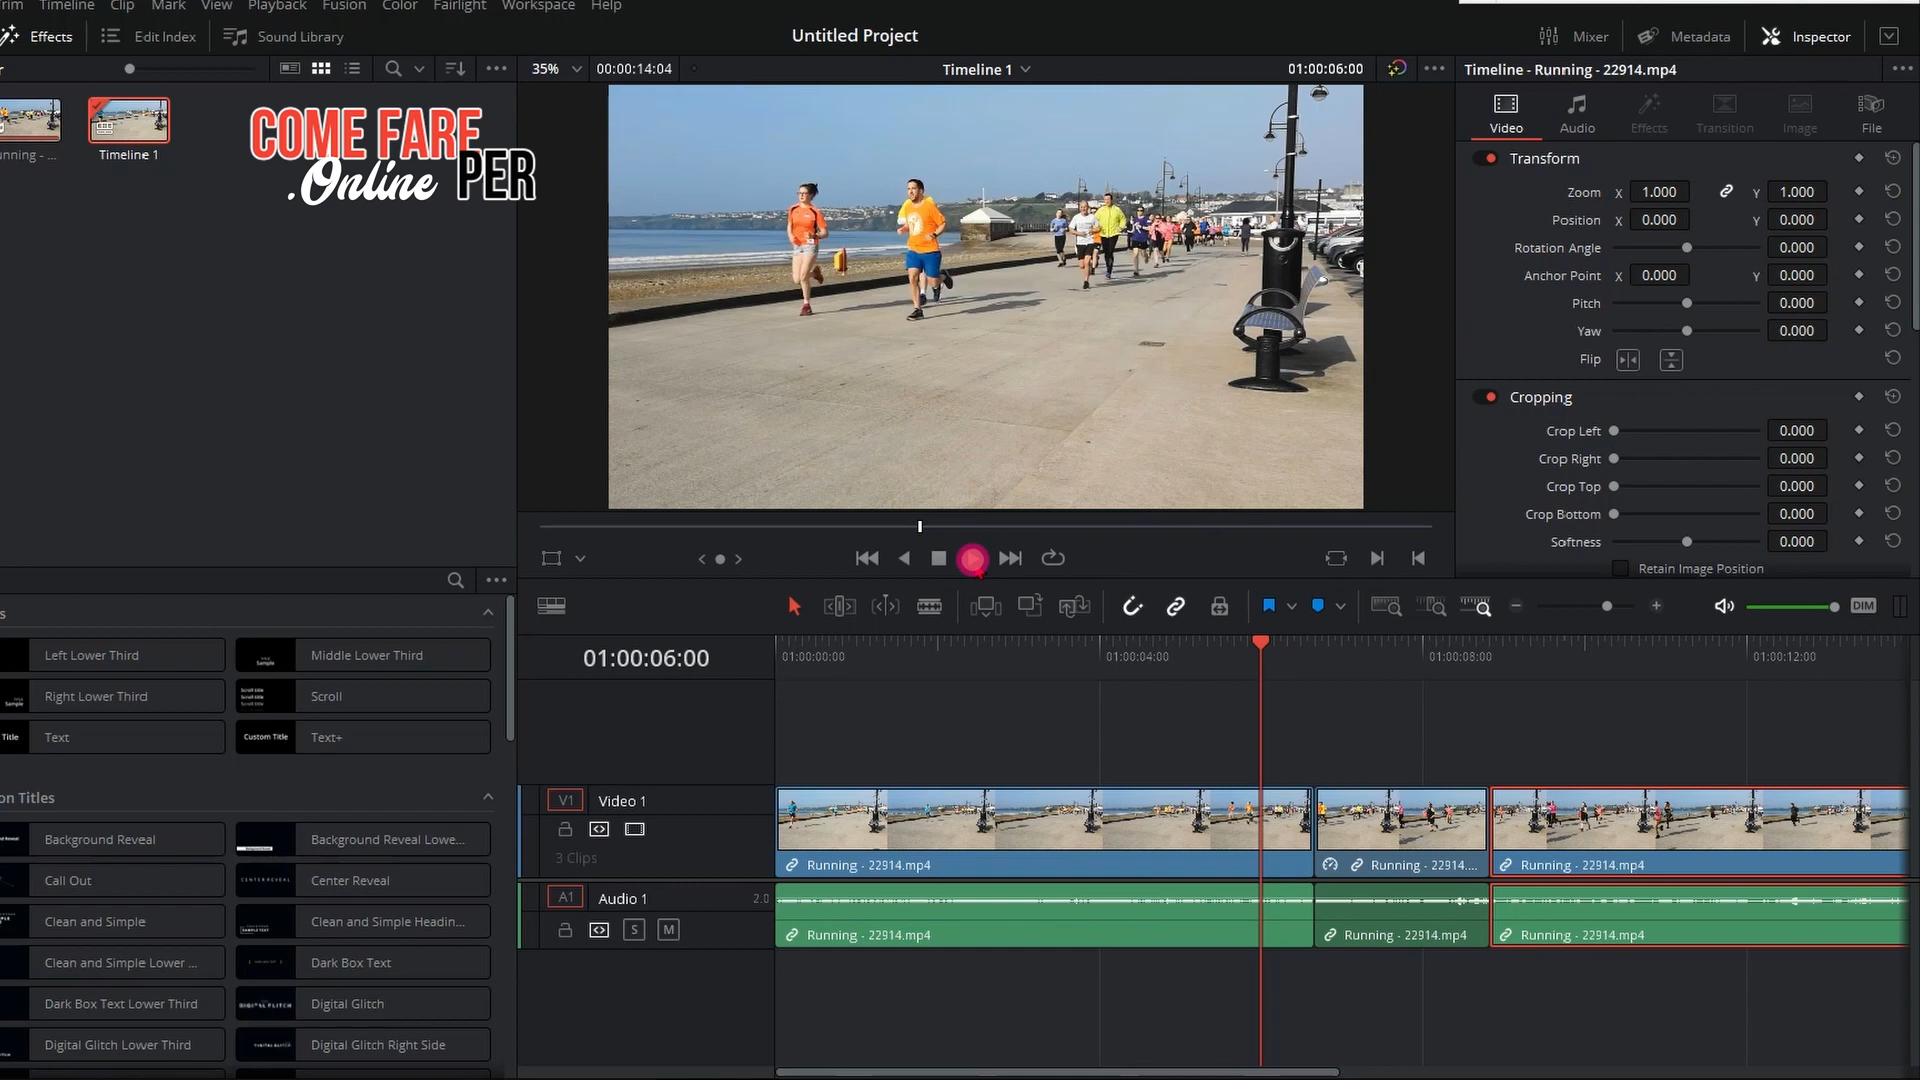 Timeline
Clip
Mark
View
Playback
Fusion
Color
Fairlight
Workspace
Help
Effects
Edit Index
Sound Library
Untitled Project
Mixer
Metadata
Inspector
35%
00:00:14:04
Timeline 1
01:00:06:00
Timeline - Running - 22914.mp4
Timeline 1
COME FARE
.Online PER
Video
Audio
Effects
Transition
Image
File
Transform
Zoom X 1.000 Y 1.000
Position X 0.000 Y 0.000
Rotation Angle 0.000
Anchor Point X 0.000 Y 0.000
Pitch 0.000
Yaw 0.000
Flip
Cropping
Crop Left 0.000
Crop Right 0.000
Crop Top 0.000
Crop Bottom 0.000
Softness 0.000
Retain Image Position
DIM
Left Lower Third
Middle Lower Third
Right Lower Third
Scroll
Title
Text
Custom Title
Text+
on Titles
Background Reveal
Background Reveal Lowe...
Call Out
CENTER REVEAL
Center Reveal
Clean and Simple
Clean and Simple Headin...
Clean and Simple Lower ...
Dark Box Text
Dark Box Text Lower Third
DIGITAL GLITCH
Digital Glitch
Digital Glitch Lower Third
Digital Glitch Right Side
01:00:06:00
01:00:00:00
01:00:04:00
01:00:08:00
01:00:12:00
V1
Video 1
3 Clips
Running - 22914.mp4
Running - 22914....
Running - 22914.mp4
A1
Audio 1
2.0
S
M
Running - 22914.mp4
Running - 22914.mp4
Running - 22914.mp4